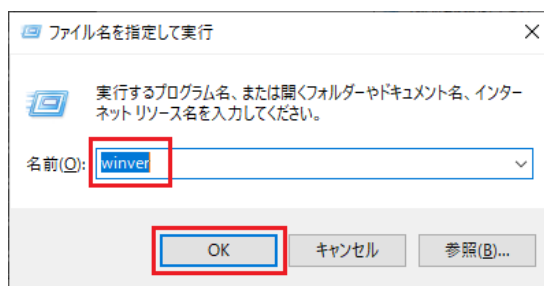 ファイル名を指定して実行
実行するプログラム名、または開くフォルダーやドキュメント名、インター
ネット リソース名を入力してください。
名前(O): winver
OK キャンセル 参照(B)...